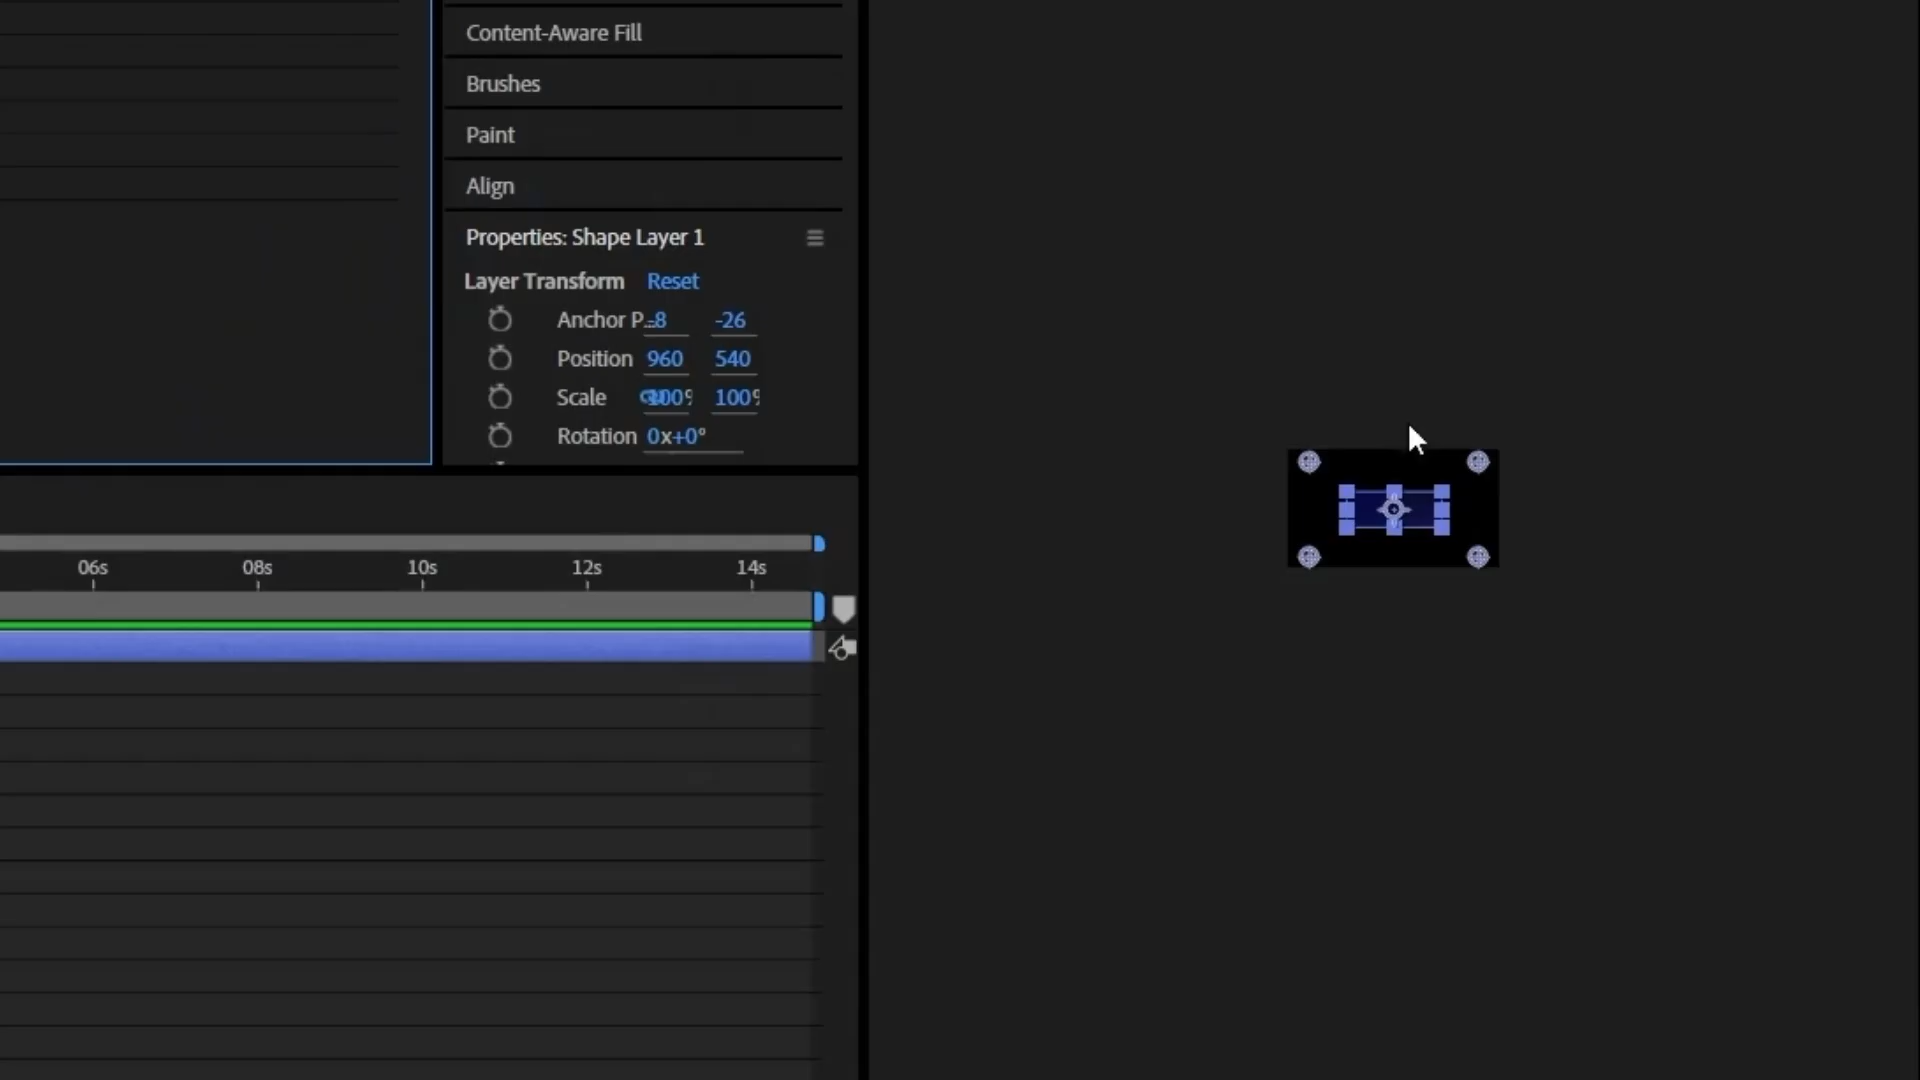 Content-Aware Fill
Brushes
Paint
Align
Properties: Shape Layer 1
Layer Transform Reset
Anchor P... -8 -26
Position 960 540
Scale 100% 100%
Rotation 0x+0°
06s 08s 10s 12s 14s